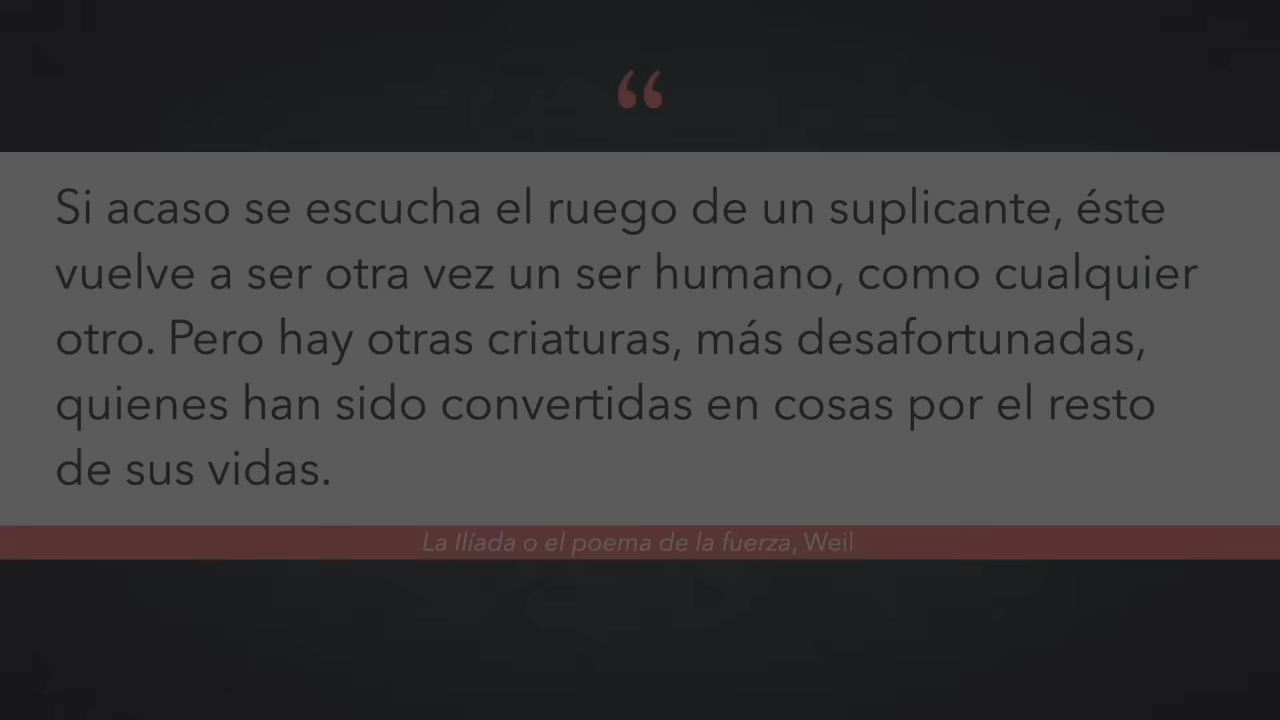 “
Si acaso se escucha el ruego de un suplicante, éste
vuelve a ser otra vez un ser humano, como cualquier
otro. Pero hay otras criaturas, más desafortunadas,
quienes han sido convertidas en cosas por el resto
de sus vidas.
La Ilíada o el poema de la fuerza, Weil